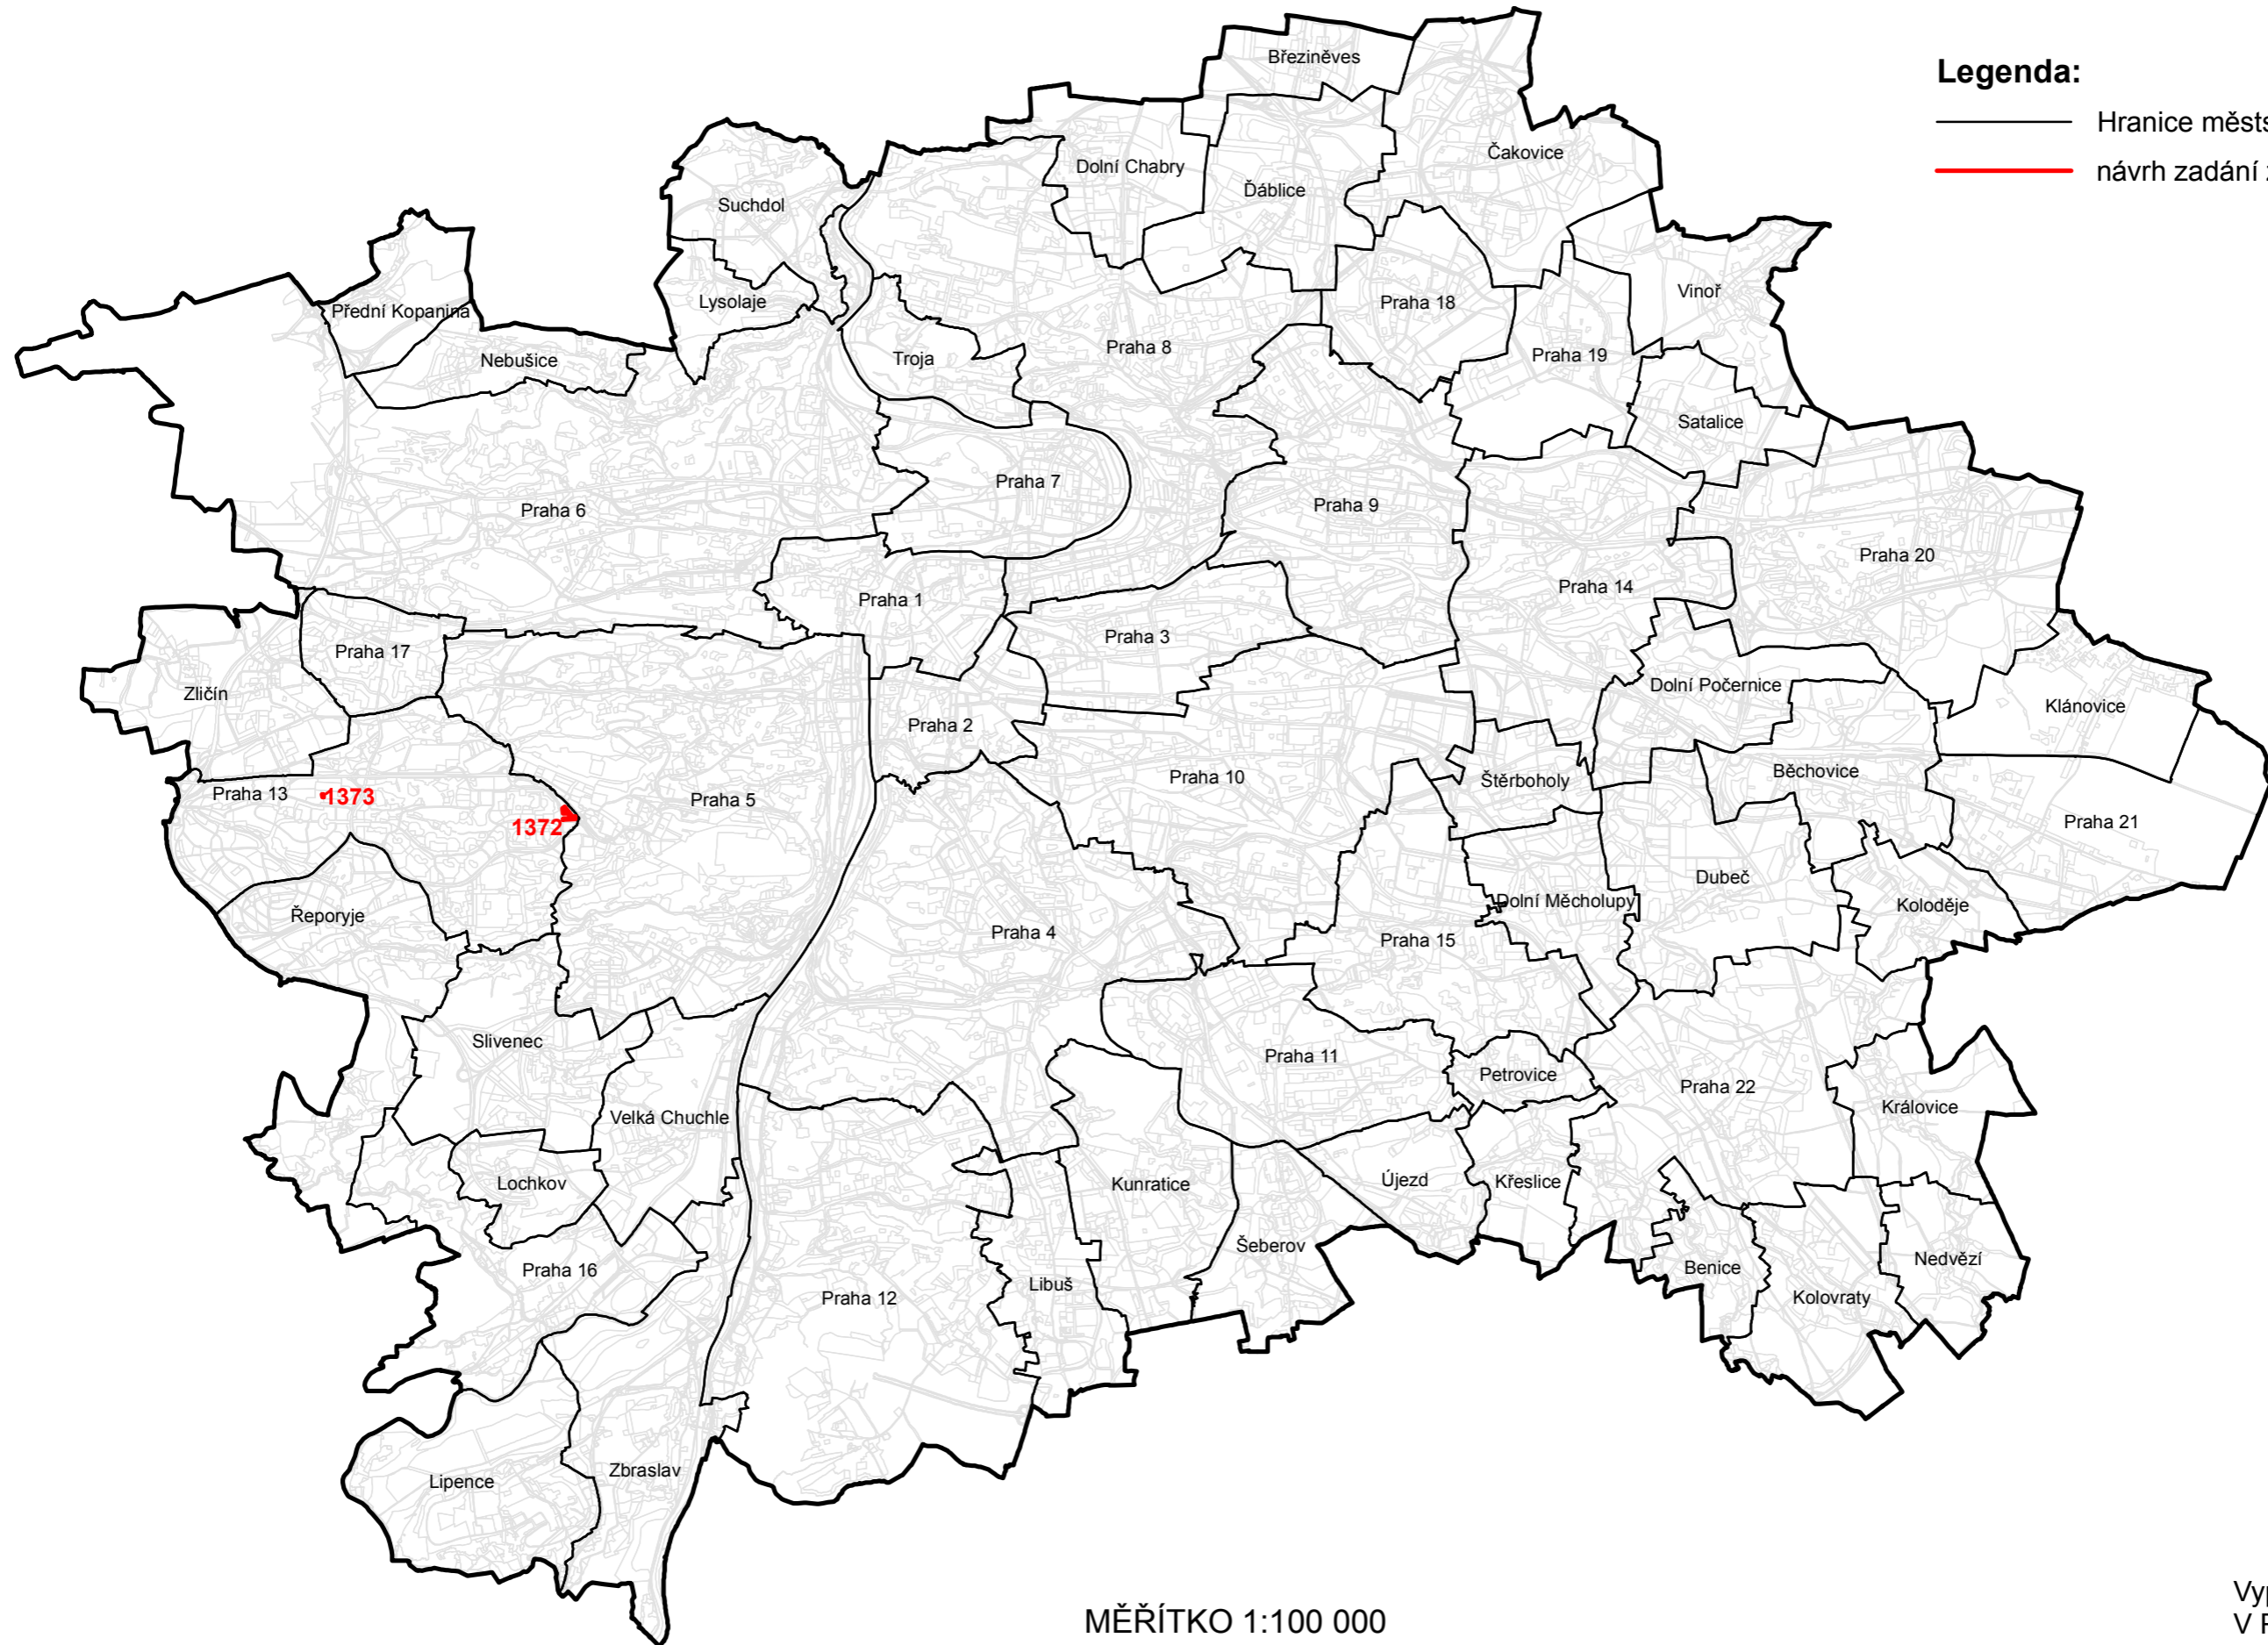 Legenda:
Hranice městs
návrh zadání z
Březiněves
Čakovice
Dolní Chabry
Ďáblice
Suchdol
Lysolaje
Přední Kopanina
Nebušice
Troja
Praha 8
Praha 18
Vinoř
Praha 19
Satalice
Praha 7
Praha 9
Praha 6
Praha 20
Praha 14
Praha 1
Praha 3
Praha 17
Zličín
Dolní Počernice
Klánovice
Praha 2
Praha 10
Štěrboholy
Běchovice
Praha 13
1373
Praha 5
1372
Praha 21
Dubeč
Dolní Měcholupy
Koloděje
Řeporyje
Praha 4
Praha 15
Slivenec
Praha 11
Petrovice
Praha 22
Královice
Velká Chuchle
Lochkov
Kunratice
Újezd
Křeslice
Šeberov
Praha 16
Libuš
Praha 12
Benice
Nedvězí
Kolovraty
Lipence
Zbraslav
MĚŘÍTKO 1:100 000
Vyp
V P